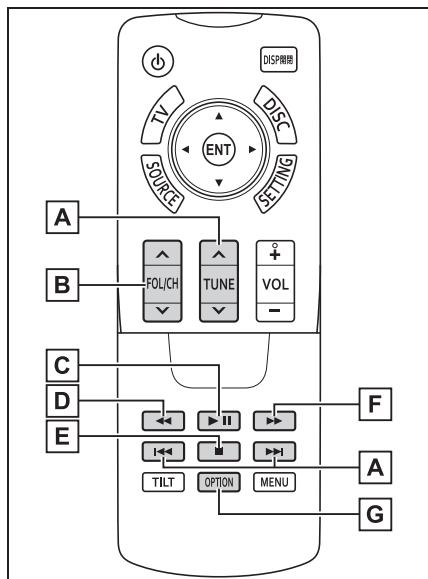 DISP開閉
TV
DISC
ENT
SOURCE
SETTING
A
B
FOL/CH
TUNE
+
VOL
-
C
D
F
E
A
TILT
OPTION
MENU
G